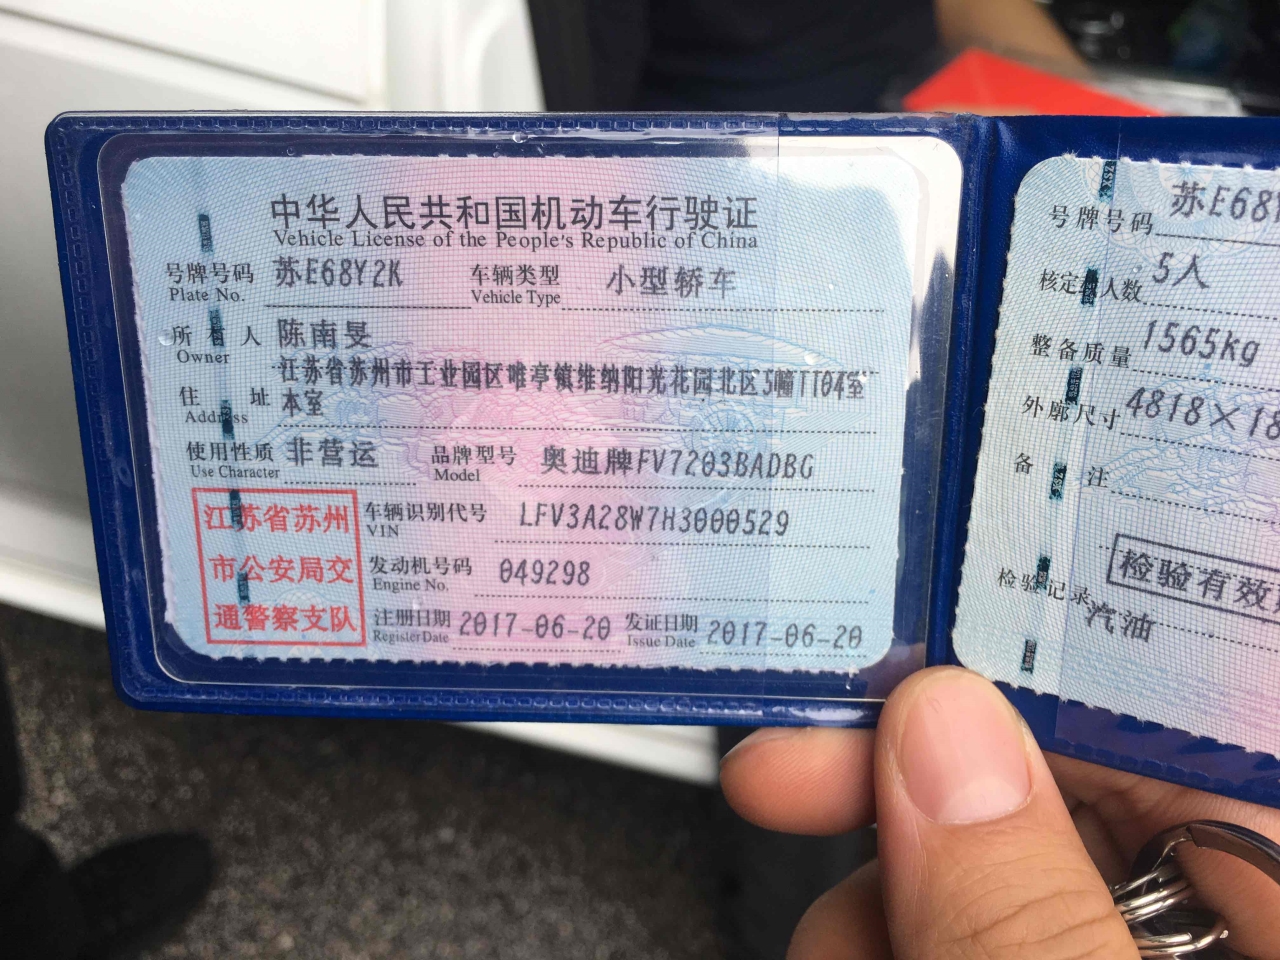 中华人民共和国机动车行驶证
Vehicle License of the People's Republic of China
号牌号码 苏E68Y2K 车辆类型 小型轿车
Plate No. Vehicle Type
所有人 陈南旻
Owner
江苏省苏州市工业园区唯亭镇维纳阳光花园北区5幢1104室
住址 本室
Address
使用性质 非营运 品牌型号 奥迪牌FV7203BADBG
Use Character Model
江苏省苏州
市公安局交
通警察支队
车辆识别代号 LFV3A28W7H3000529
VIN
发动机号码 049298
Engine No.
注册日期 2017-06-20 发证日期 2017-06-20
Register Date Issue Date
号牌号码 苏E68
核定载人数 5人
整备质量 1565kg
外廓尺寸 4818×18
备注
检验有效
检验记录
汽油